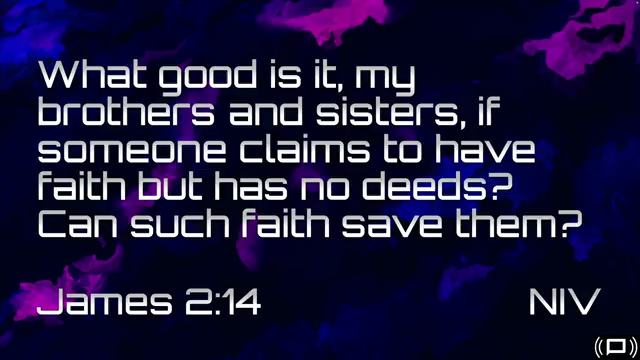 What good is it, my
brothers and sisters, if
someone claims to have
faith but has no deeds?
Can such faith save them?
James 2:14
NIV